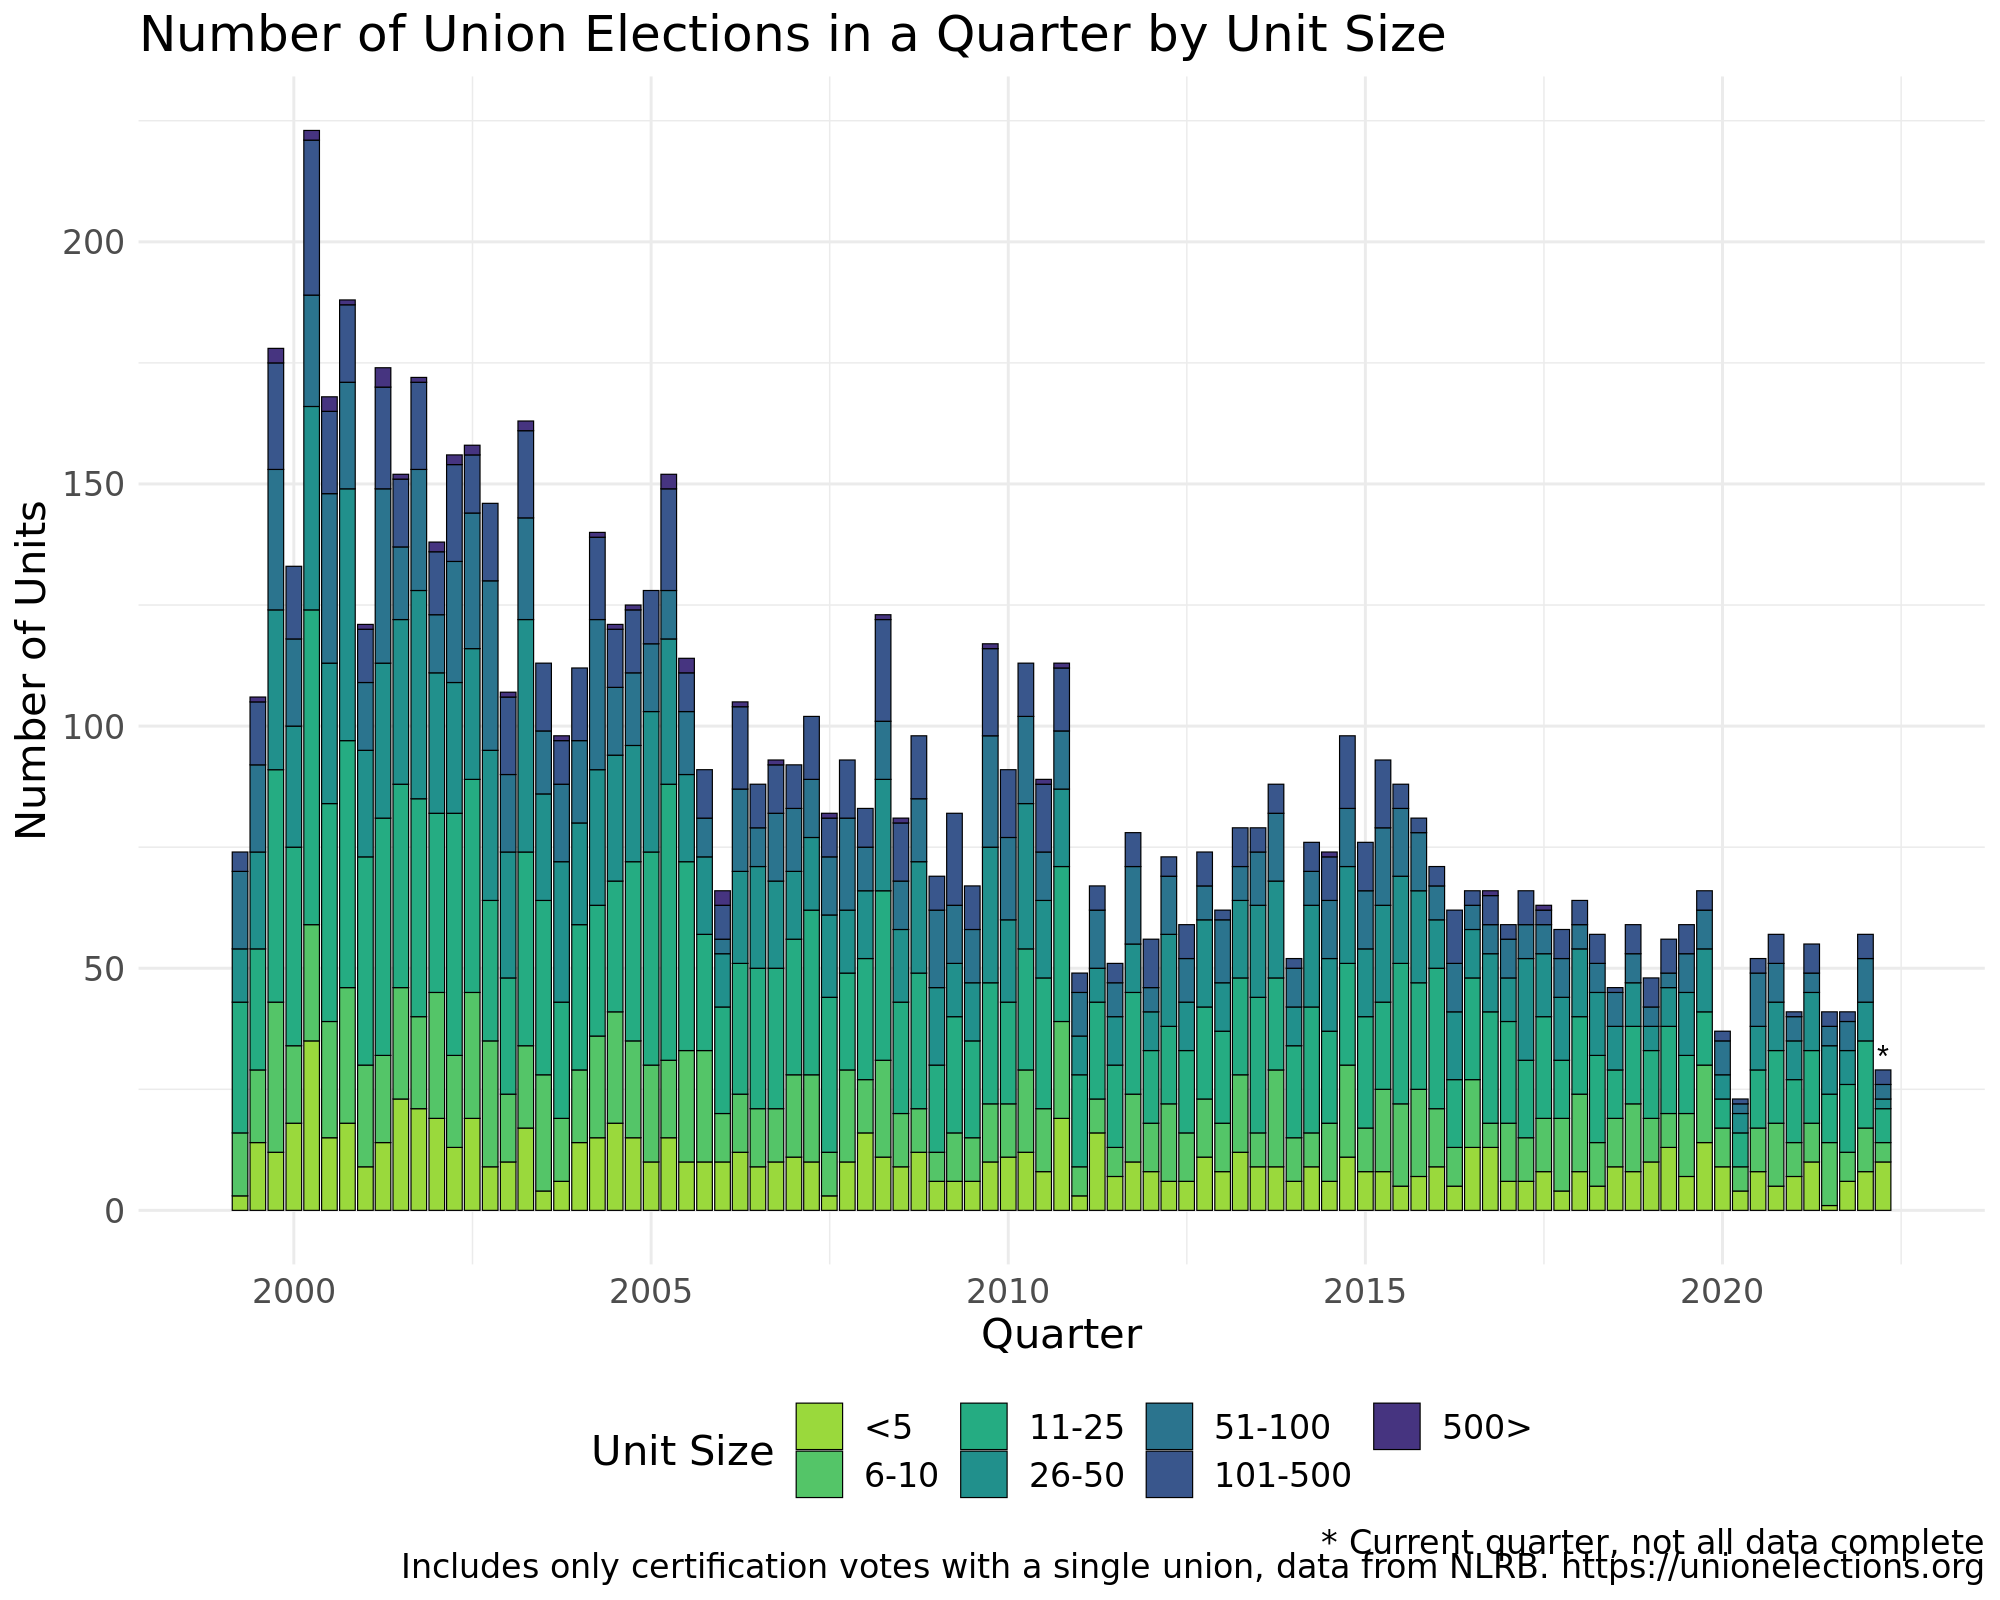 Number of Union Elections in a Quarter by Unit Size
Number of Units
200
150
100
50
0
*
2000 2005 2010 2015 2020
Quarter
Unit Size
<5 11-25 51-100 500>
6-10 26-50 101-500
* Current quarter, not all data complete
Includes only certification votes with a single union, data from NLRB. https://unionelections.org